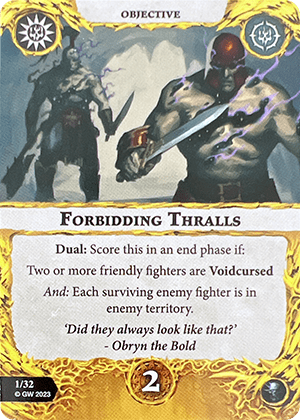 OBJECTIVE
FORBIDDING THRALLS
Dual: Score this in an end phase if:
Two or more friendly fighters are Voidcursed
And: Each surviving enemy fighter is in
enemy territory.
‘Did they always look like that?’
- Obryn the Bold
1/32
© GW 2023
2